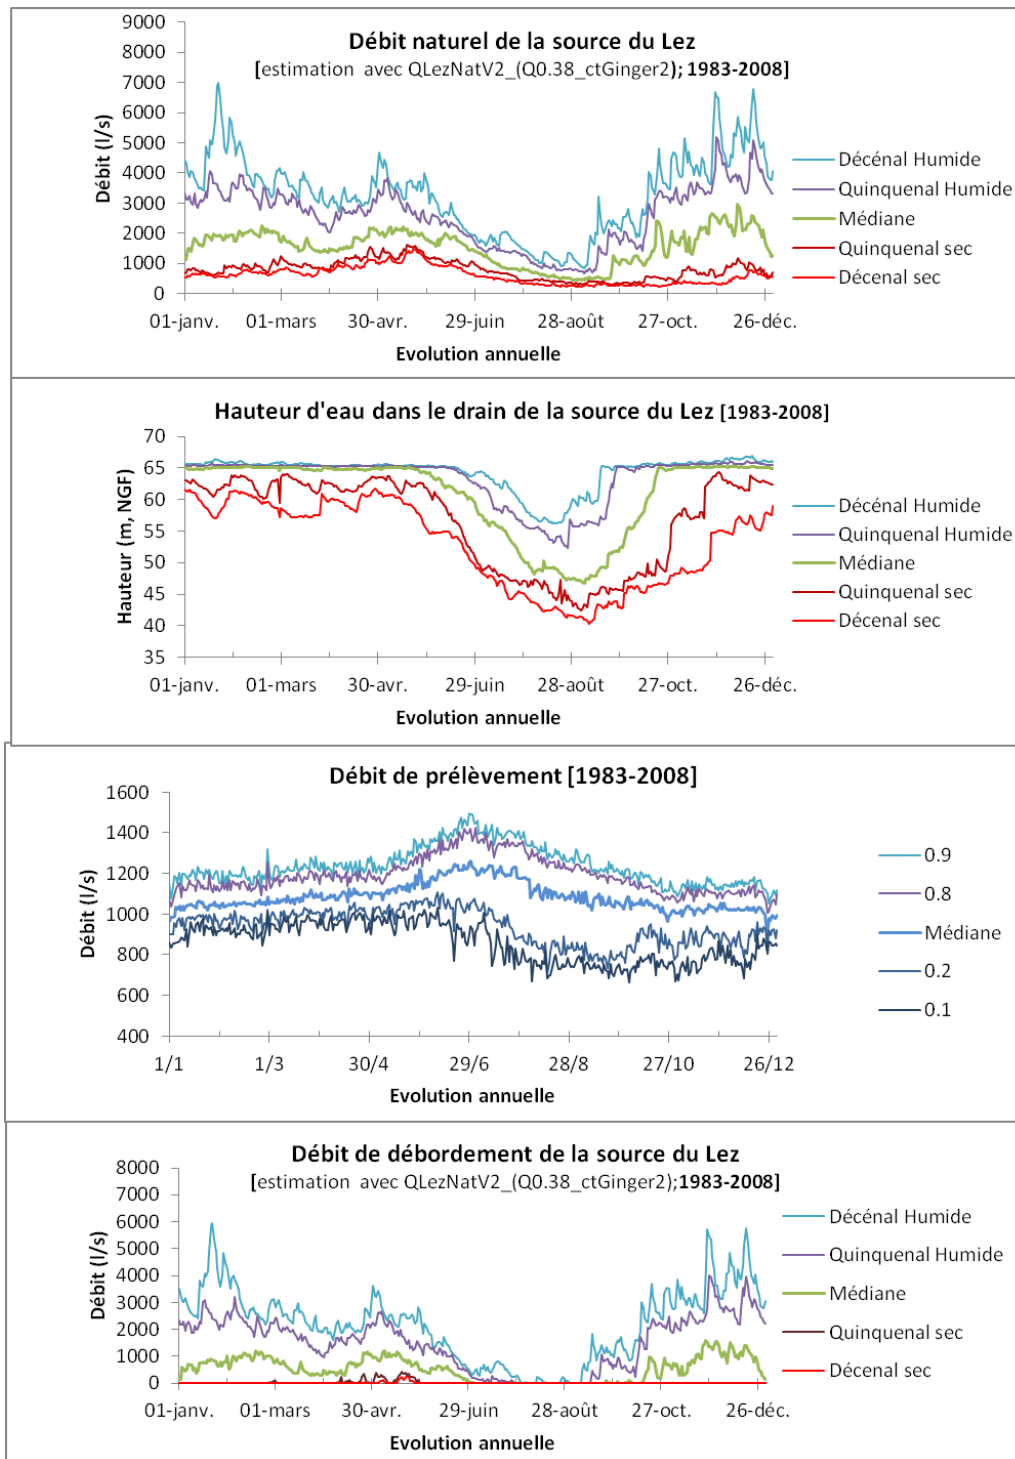 Débit naturel de la source du Lez
[estimation avec QLezNatV2_(Q0.38_ctGinger2); 1983-2008]
Débit (l/s)
9000
8000
7000
6000
5000
4000
3000
2000
1000
0
01-janv.
01-mars
30-avr.
29-juin
28-août
27-oct.
26-déc.
Evolution annuelle
Décénal Humide
Quinquenal Humide
Médiane
Quinquenal sec
Décenal sec
Hauteur d'eau dans le drain de la source du Lez [1983-2008]
Hauteur (m, NGF)
70
65
60
55
50
45
40
35
01-janv.
01-mars
30-avr.
29-juin
28-août
27-oct.
26-déc.
Evolution annuelle
Décénal Humide
Quinquenal Humide
Médiane
Quinquenal sec
Décenal sec
Débit de prélèvement [1983-2008]
Débit (l/s)
1600
1400
1200
1000
800
600
400
1/1
1/3
30/4
29/6
28/8
27/10
26/12
Evolution annuelle
0.9
0.8
Médiane
0.2
0.1
Débit de débordement de la source du Lez
[estimation avec QLezNatV2_(Q0.38_ctGinger2);1983-2008]
Débit (l/s)
8000
7000
6000
5000
4000
3000
2000
1000
0
01-janv.
01-mars
30-avr.
29-juin
28-août
27-oct.
26-déc.
Evolution annuelle
Décénal Humide
Quinquenal Humide
Médiane
Quinquenal sec
Décenal sec